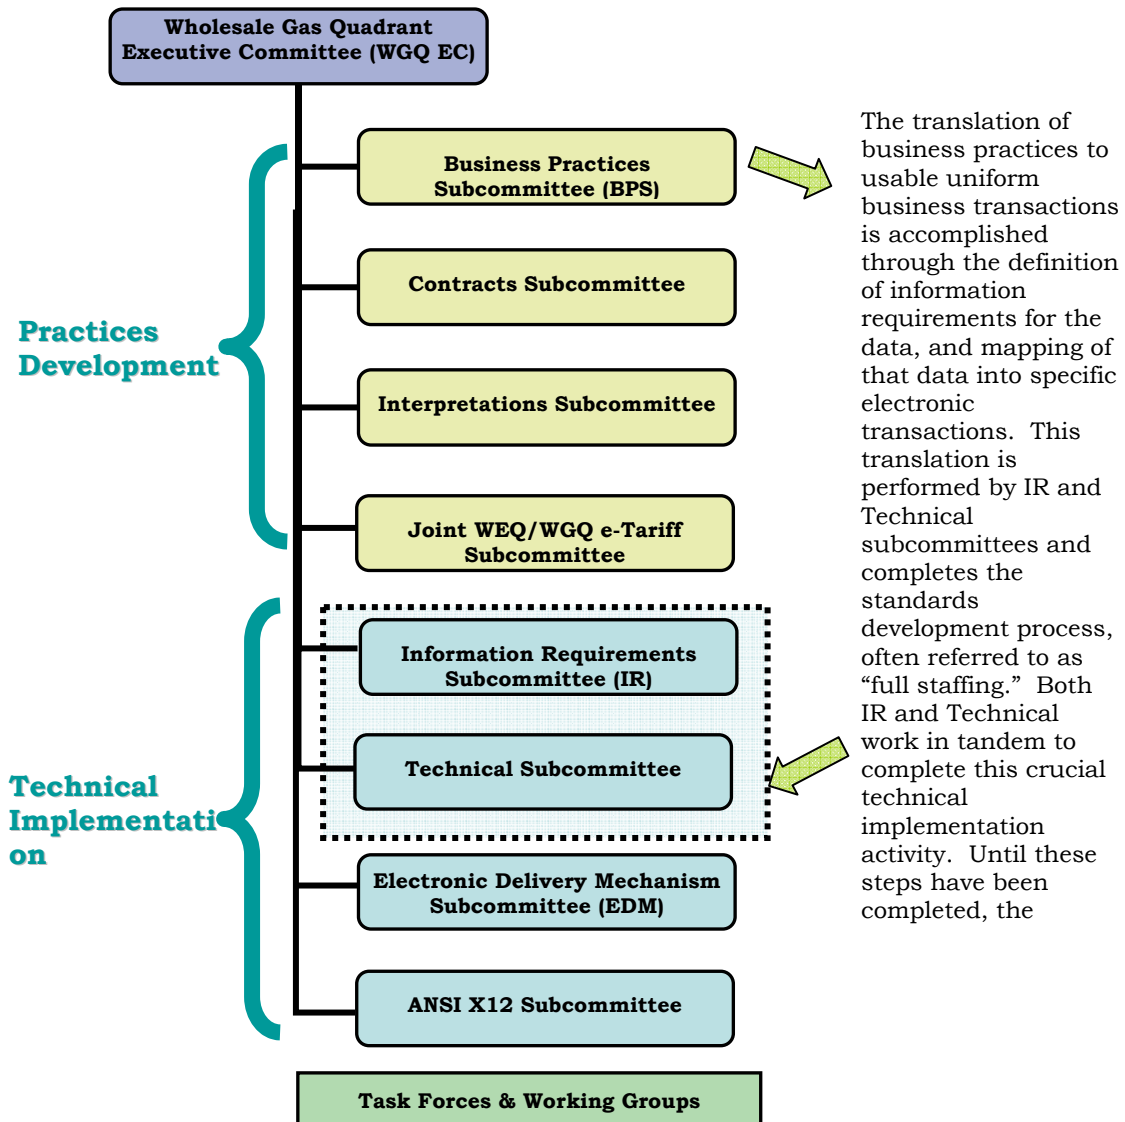 Wholesale Gas Quadrant
Executive Committee (WGQ EC)
Practices
Development
Business Practices
Subcommittee (BPS)
Contracts Subcommittee
Interpretations Subcommittee
Joint WEQ/WGQ e-Tariff
Subcommittee
Technical
Implementati
on
Information Requirements
Subcommittee (IR)
Technical Subcommittee
Electronic Delivery Mechanism
Subcommittee (EDM)
ANSI X12 Subcommittee
Task Forces & Working Groups
The translation of
business practices to
usable uniform
business transactions
is accomplished
through the definition
of information
requirements for the
data, and mapping of
that data into specific
electronic
transactions.  This
translation is
performed by IR and
Technical
subcommittees and
completes the
standards
development process,
often referred to as
“full staffing.”  Both
IR and Technical
work in tandem to
complete this crucial
technical
implementation
activity.  Until these
steps have been
completed, the